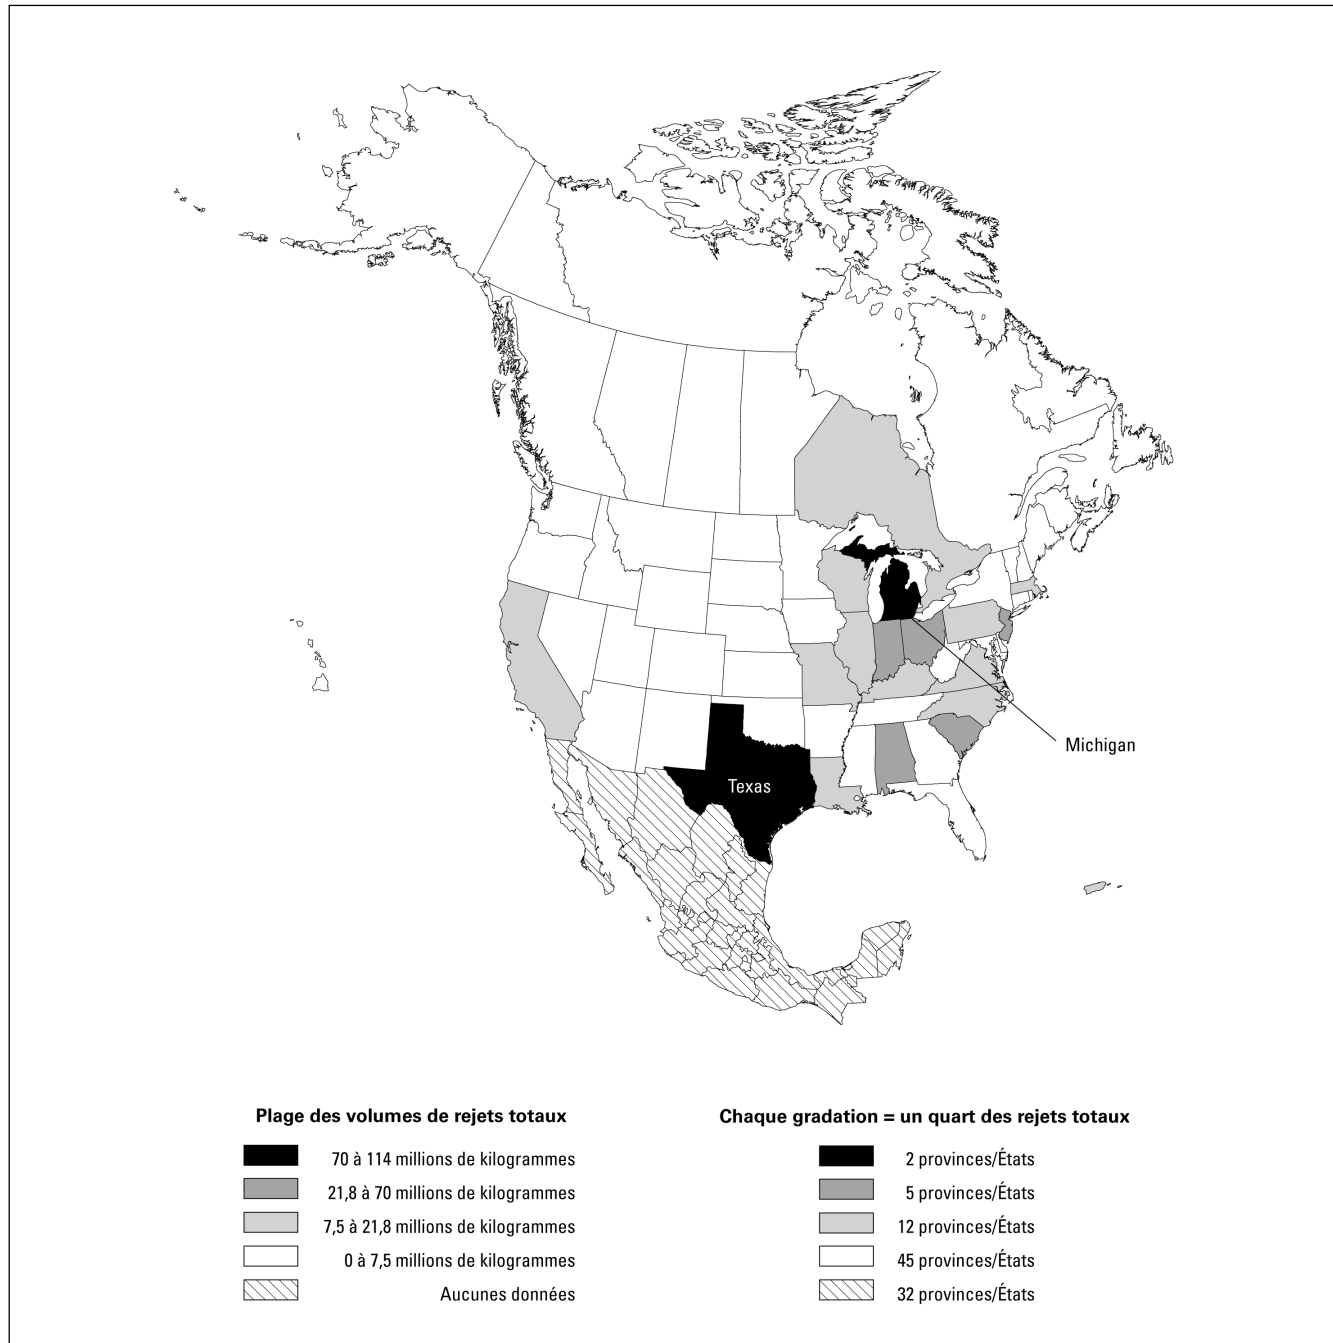 Michigan
Texas
Plage des volumes de rejets totaux
70 à 114 millions de kilogrammes
21,8 à 70 millions de kilogrammes
7,5 à 21,8 millions de kilogrammes
0 à 7,5 millions de kilogrammes
Aucunes données
Chaque gradation = un quart des rejets totaux
2 provinces/États
5 provinces/États
12 provinces/États
45 provinces/États
32 provinces/États